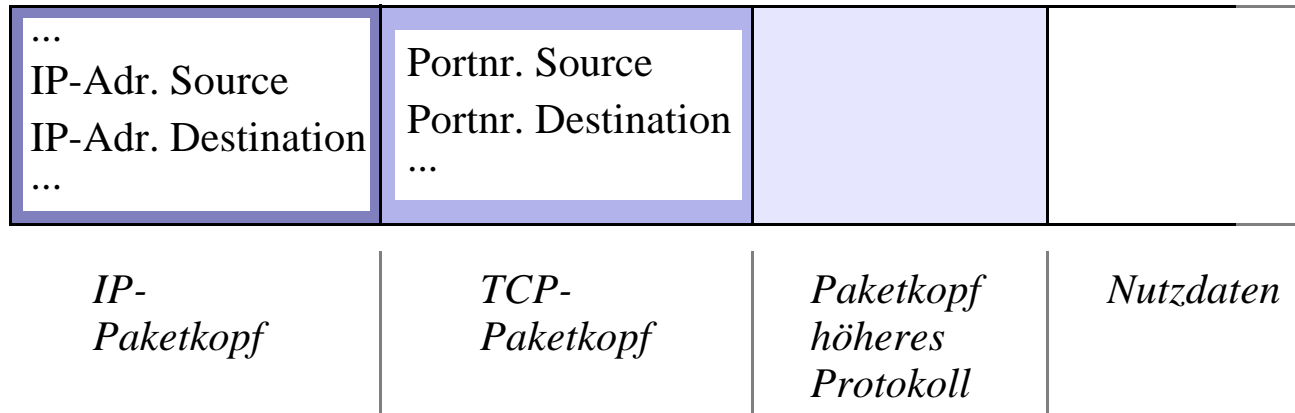 ...
IP-Adr. Source
IP-Adr. Destination
...
Portnr. Source
Portnr. Destination
...
IP-
Paketkopf
TCP-
Paketkopf
Paketkopf
höheres
Protokoll
Nutzdaten